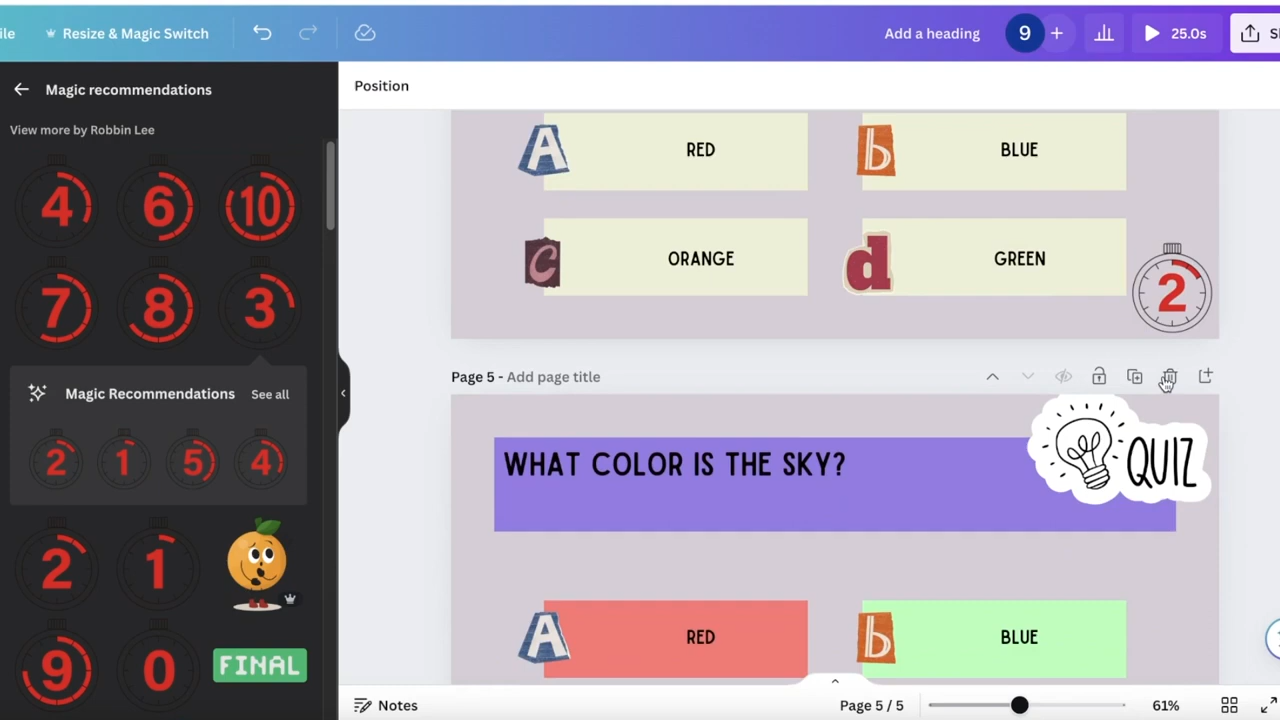 ile
Resize & Magic Switch
Add a heading
9
+
25.0s
S
Magic recommendations
View more by Robbin Lee
4 6 10
7 8 3
Magic Recommendations See all
2 1 5 4
2 1
9 0 FINAL
Position
A RED
b BLUE
C ORANGE
d GREEN
2
Page 5 - Add page title
WHAT COLOR IS THE SKY?
QUIZ
A RED
b BLUE
Notes
Page 5 / 5
61%